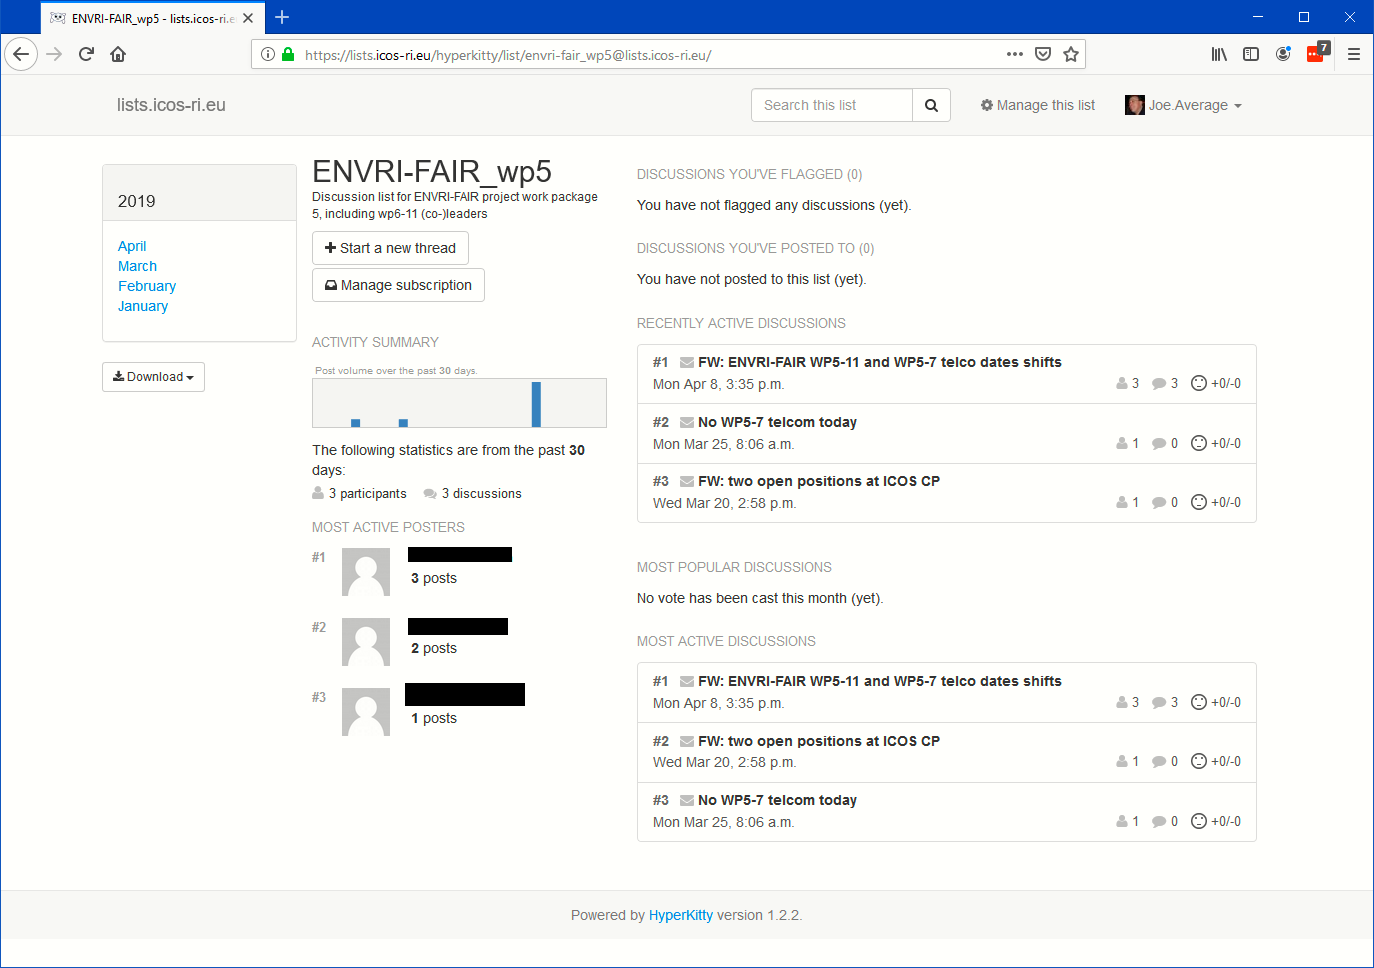 ENVRI-FAIR_wp5 - lists.icos-ri.e
https://lists.icos-ri.eu/hyperkitty/list/envri-fair_wp5@lists.icos-ri.eu/
7
lists.icos-ri.eu
Search this list
Manage this list
Joe.Average
2019
April
March
February
January
Download
ENVRI-FAIR_wp5
Discussion list for ENVRI-FAIR project work package
5, including wp6-11 (co-)leaders
Start a new thread
Manage subscription
ACTIVITY SUMMARY
Post volume over the past 30 days.
The following statistics are from the past 30
days:
3 participants 3 discussions
MOST ACTIVE POSTERS
#1
3 posts
#2
2 posts
#3
1 posts
DISCUSSIONS YOU'VE FLAGGED (0)
You have not flagged any discussions (yet).
DISCUSSIONS YOU'VE POSTED TO (0)
You have not posted to this list (yet).
RECENTLY ACTIVE DISCUSSIONS
#1 FW: ENVRI-FAIR WP5-11 and WP5-7 telco dates shifts
Mon Apr 8, 3:35 p.m. 3 3 +0/-0
#2 No WP5-7 telcom today
Mon Mar 25, 8:06 a.m. 1 0 +0/-0
#3 FW: two open positions at ICOS CP
Wed Mar 20, 2:58 p.m. 1 0 +0/-0
MOST POPULAR DISCUSSIONS
No vote has been cast this month (yet).
MOST ACTIVE DISCUSSIONS
#1 FW: ENVRI-FAIR WP5-11 and WP5-7 telco dates shifts
Mon Apr 8, 3:35 p.m. 3 3 +0/-0
#2 FW: two open positions at ICOS CP
Wed Mar 20, 2:58 p.m. 1 0 +0/-0
#3 No WP5-7 telcom today
Mon Mar 25, 8:06 a.m. 1 0 +0/-0
Powered by HyperKitty version 1.2.2.